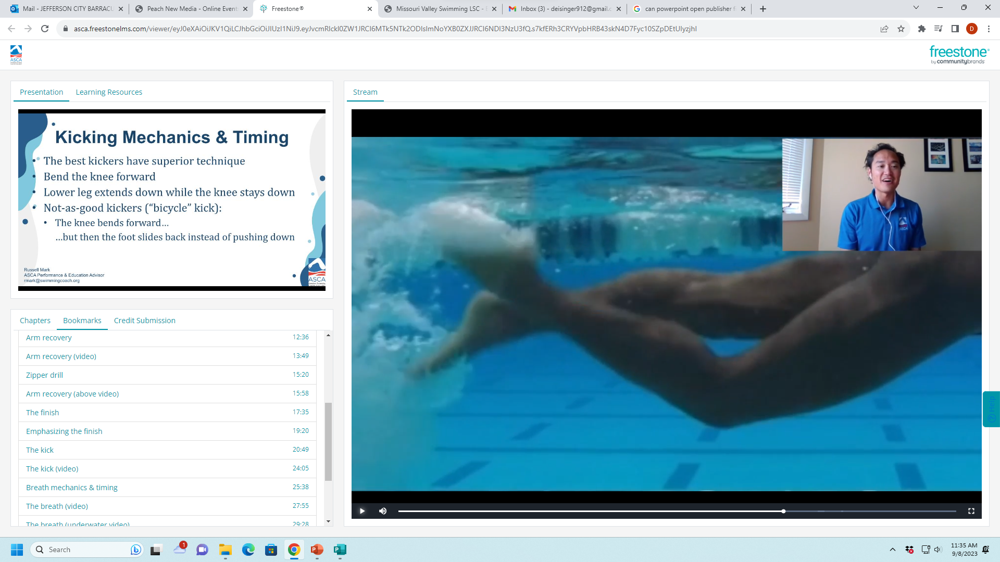 Mail - JEFFERSON CITY BARRACU
Peach New Media - Online Event
Freestone®
Missouri Valley Swimming LSC -
Inbox (3) - deisinger912@gmail.c
can powerpoint open publisher f
asca.freestonelms.com/viewer/
D
ASCA
freestone
by communitybrands
Presentation
Learning Resources
Stream
Kicking Mechanics & Timing
• The best kickers have superior technique
• Bend the knee forward
• Lower leg extends down while the knee stays down
• Not-as-good kickers (“bicycle” kick):
• The knee bends forward...
...but then the foot slides back instead of pushing down
Russell Mark
ASCA Performance & Education Advisor
rmark@swimmingcoach.org
ASCA
ASCA
Chapters
Bookmarks
Credit Submission
Arm recovery 12:36
Arm recovery (video) 13:49
Zipper drill 15:20
Arm recovery (above video) 15:58
The finish 17:35
Emphasizing the finish 19:20
The kick 20:49
The kick (video) 24:05
Breath mechanics & timing 25:38
The breath (video) 27:55
The breath (underwater video) 29:28
Help
Search
1
11:35 AM
9/8/2023